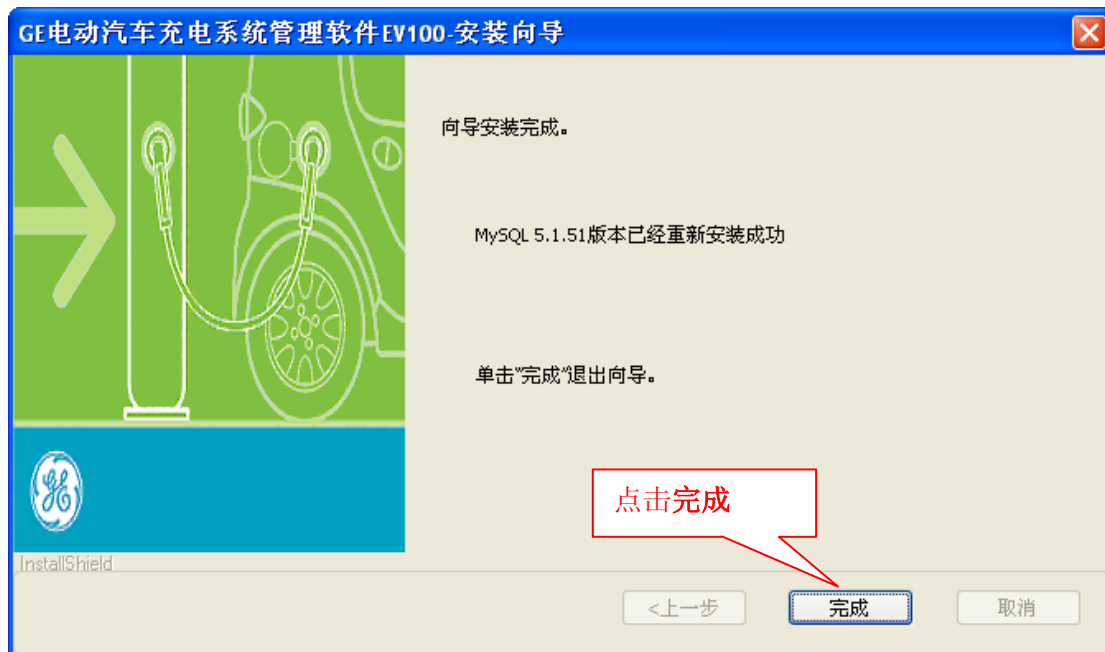 GE电动汽车充电系统管理软件EV100-安装向导
向导安装完成。
MySQL 5.1.51版本已经重新安装成功
单击"完成"退出向导。
点击完成
InstallShield
<上一步
完成
取消